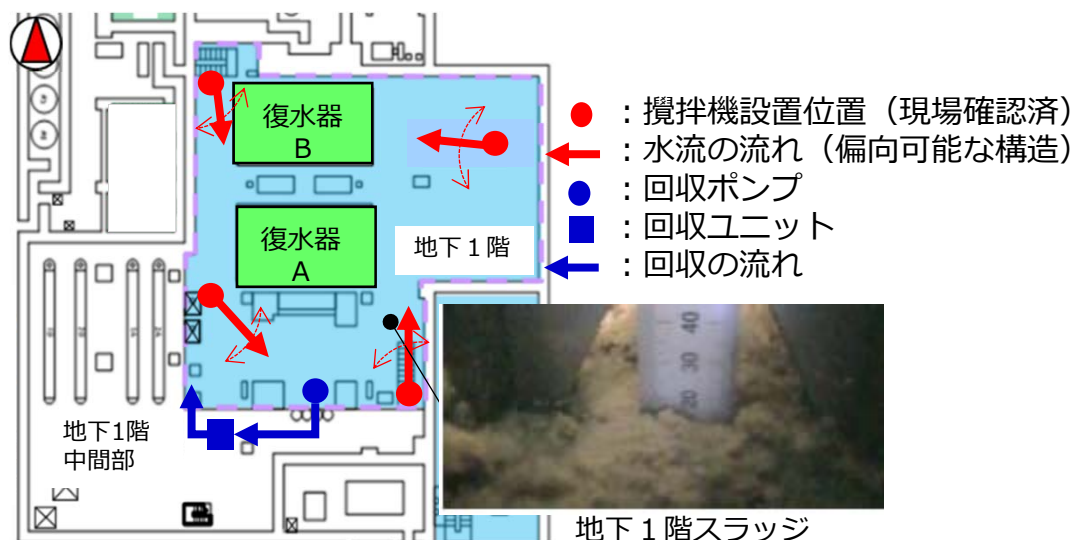 復水器
B
復水器
A
地下１階
地下1階
中間部
：攪拌機設置位置（現場確認済）
：水流の流れ（偏向可能な構造）
：回収ポンプ
：回収ユニット
：回収の流れ
40
30
20
地下１階スラッジ